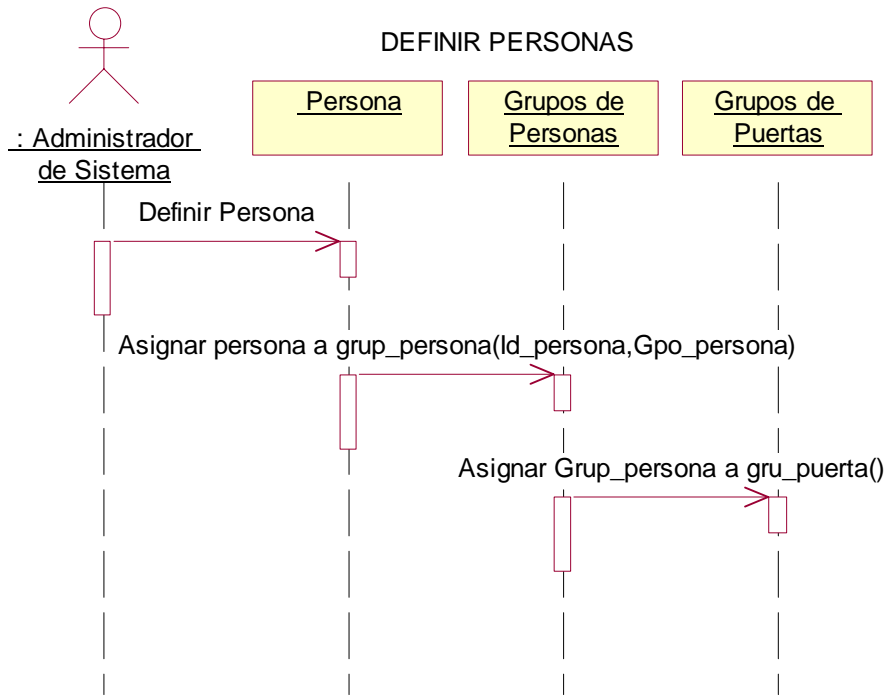 DEFINIR PERSONAS
: Administrador
de Sistema
Persona
Grupos de
Personas
Grupos de
Puertas
Definir Persona
Asignar persona a grup_persona(Id_persona,Gpo_persona)
Asignar Grup_persona a gru_puerta()